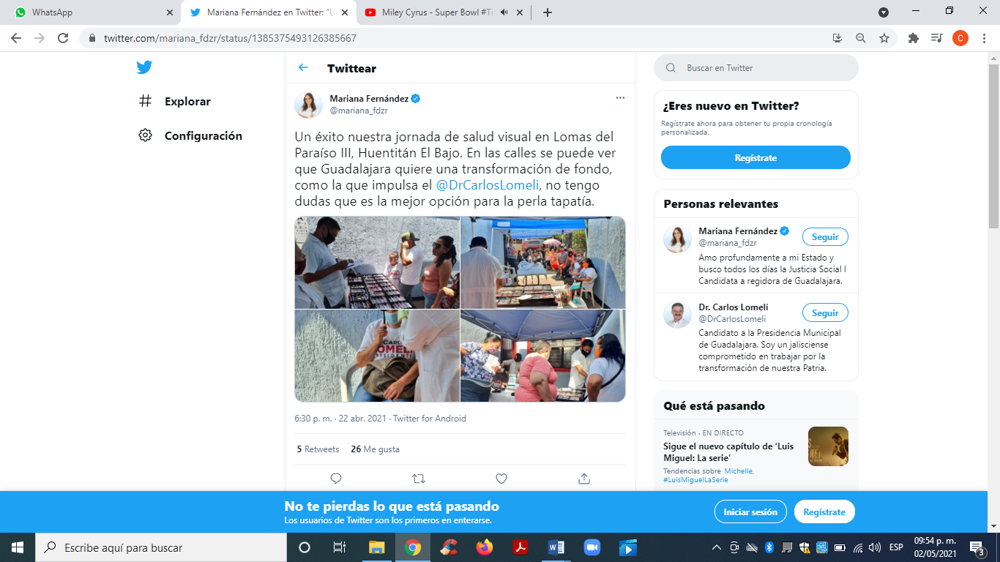 WhatsApp
Mariana Fernández en Twitter: "U
Miley Cyrus - Super Bowl #Ti
twitter.com/mariana_fdzr/status/1385375493126385667
C
Explorar
Configuración
Twittear
Mariana Fernández
@mariana_fdzr
Un éxito nuestra jornada de salud visual en Lomas del
Paraíso III, Huentitán El Bajo. En las calles se puede ver
que Guadalajara quiere una transformación de fondo,
como la que impulsa el @DrCarlosLomeli, no tengo
dudas que es la mejor opción para la perla tapatía.
6:30 p. m. · 22 abr. 2021 · Twitter for Android
5 Retweets 26 Me gusta
Buscar en Twitter
¿Eres nuevo en Twitter?
Regístrate ahora para obtener tu propia cronología
personalizada.
Regístrate
Personas relevantes
Mariana Fernández
@mariana_fdzr
Seguir
Amo profundamente a mi Estado y
busco todos los días la Justicia Social l
Candidata a regidora de Guadalajara.
Dr. Carlos Lomelí
@DrCarlosLomeli
Seguir
Candidato a la Presidencia Municipal
de Guadalajara. Soy un jalisciense
comprometido en trabajar por la
transformación de nuestra Patria.
Qué está pasando
Televisión · EN DIRECTO
Sigue el nuevo capítulo de ‘Luis
Miguel: La serie’
Tendencias sobre Michelle,
#LuisMiguelLaSerie
No te pierdas lo que está pasando
Los usuarios de Twitter son los primeros en enterarse.
Iniciar sesión
Regístrate
Escribe aquí para buscar
ESP
09:54 p. m.
02/05/2021
3